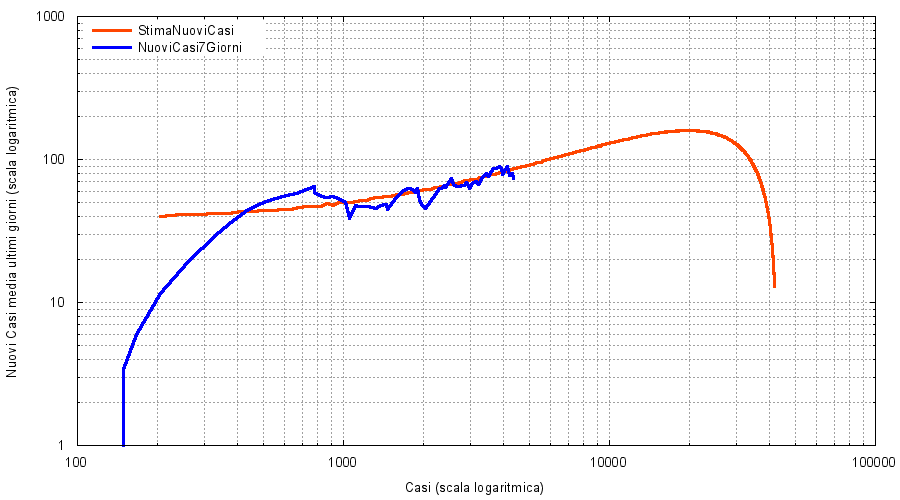 1000
StimaNuoviCasi
NuoviCasi7Giorni
100
10
1
100
1000
10000
100000
Nuovi Casi media ultimi giorni (scala logaritmica)
Casi (scala logaritmica)